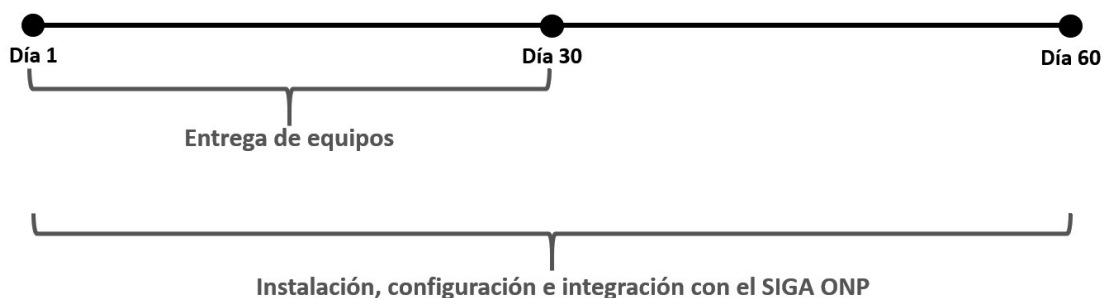 Día 1
Día 30
Día 60
Entrega de equipos
Instalación, configuración e integración con el SIGA ONP